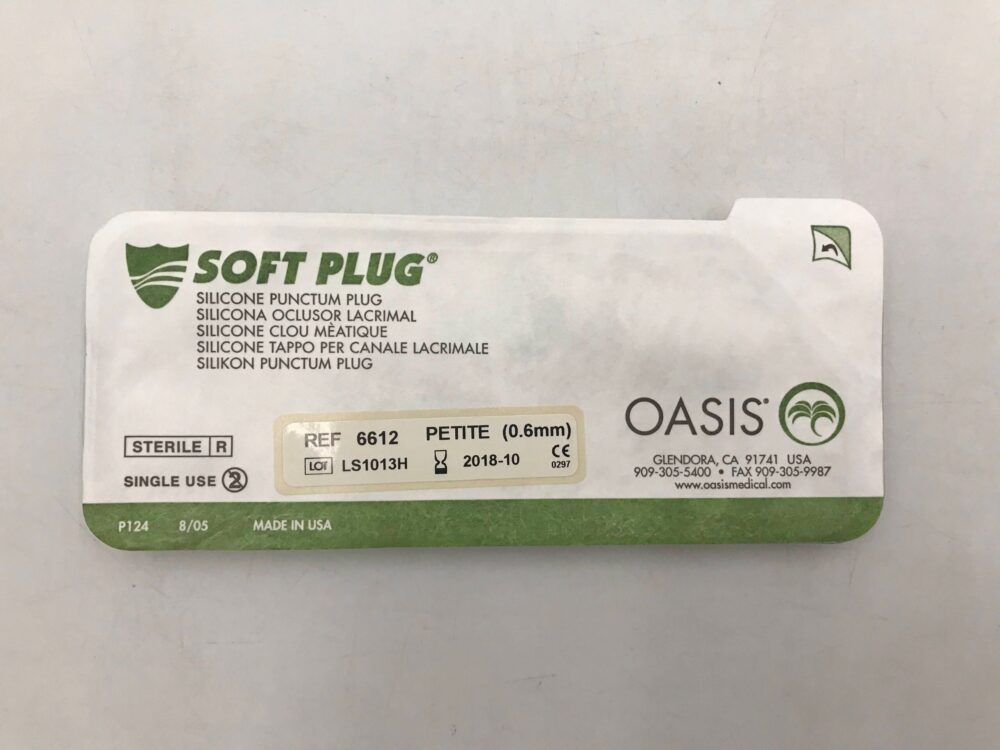 SOFT PLUG®
SILICONE PUNCTUM PLUG
SILICONA OCLUSOR LACRIMAL
SILICONE CLOU MÈATIQUE
SILICONE TAPPO PER CANALE LACRIMALE
SILIKON PUNCTUM PLUG
STERILE R
SINGLE USE 2
REF 6612 PETITE (0.6mm)
LOT LS1013H 2018-10 CE 0297
OASIS®
GLENDORA, CA 91741 USA
909-305-5400 • FAX 909-305-9987
www.oasismedical.com
P124 8/05 MADE IN USA